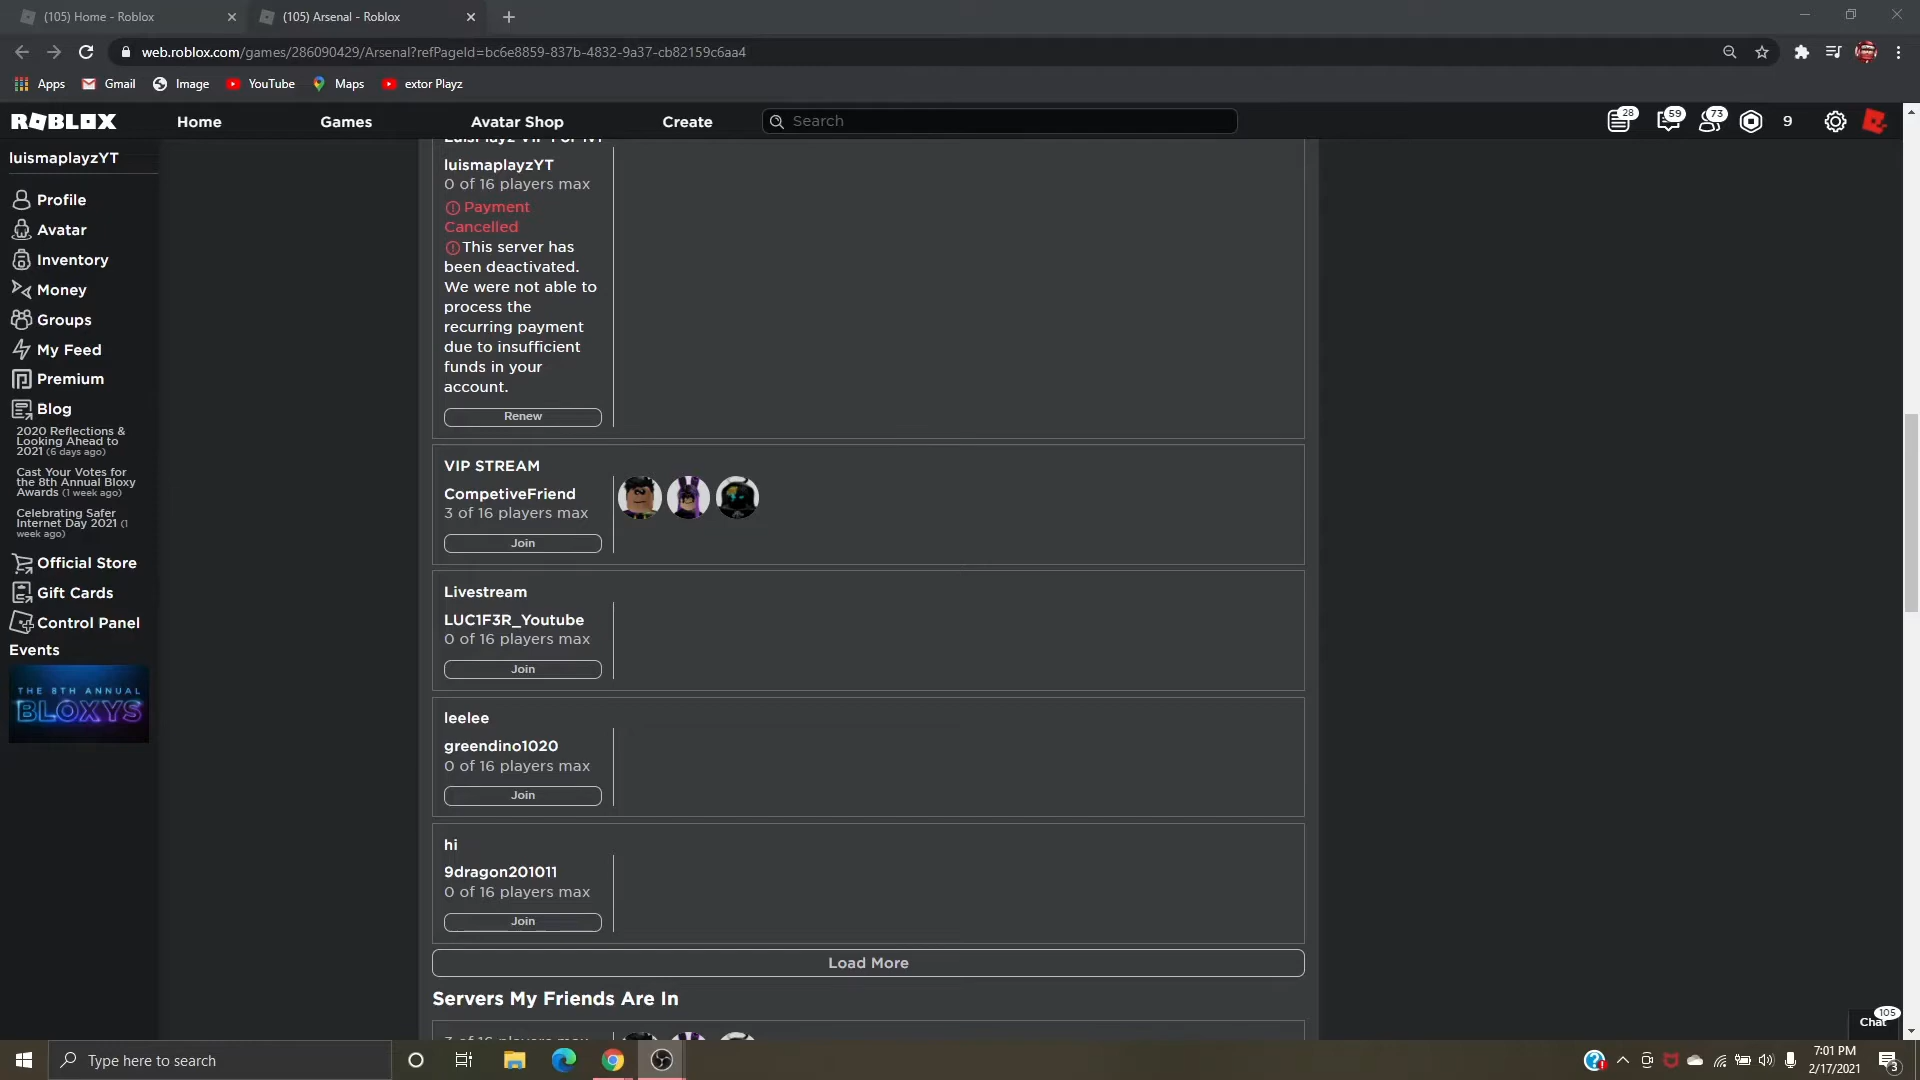 (105) Home - Roblox
(105) Arsenal - Roblox
web.roblox.com/games/286090429/Arsenal?refPageId=bc6e8859-837b-4832-9a37-cb82159c6aa4
Apps
Gmail
Image
YouTube
Maps
extor Playz
ROBLOX
Home
Games
Avatar Shop
Create
Search
28
59
73
9
luismaplayzYT
Profile
Avatar
Inventory
Money
Groups
My Feed
Premium
Blog
2020 Reflections &
Looking Ahead to
2021 (6 days ago)
Cast Your Votes for
the 8th Annual Bloxy
Awards (1 week ago)
Celebrating Safer
Internet Day 2021 (1
week ago)
Official Store
Gift Cards
Control Panel
Events
THE 8TH ANNUAL
BLOXYS
luismaplayzYT
0 of 16 players max
Payment
Cancelled
This server has
been deactivated.
We were not able to
process the
recurring payment
due to insufficient
funds in your
account.
Renew
VIP STREAM
CompetiveFriend
3 of 16 players max
Join
Livestream
LUC1F3R_Youtube
0 of 16 players max
Join
leelee
greendino1020
0 of 16 players max
Join
hi
9dragon201011
0 of 16 players max
Join
Load More
Servers My Friends Are In
3 of 16 players max
Chat
105
Type here to search
7:01 PM
2/17/2021
3